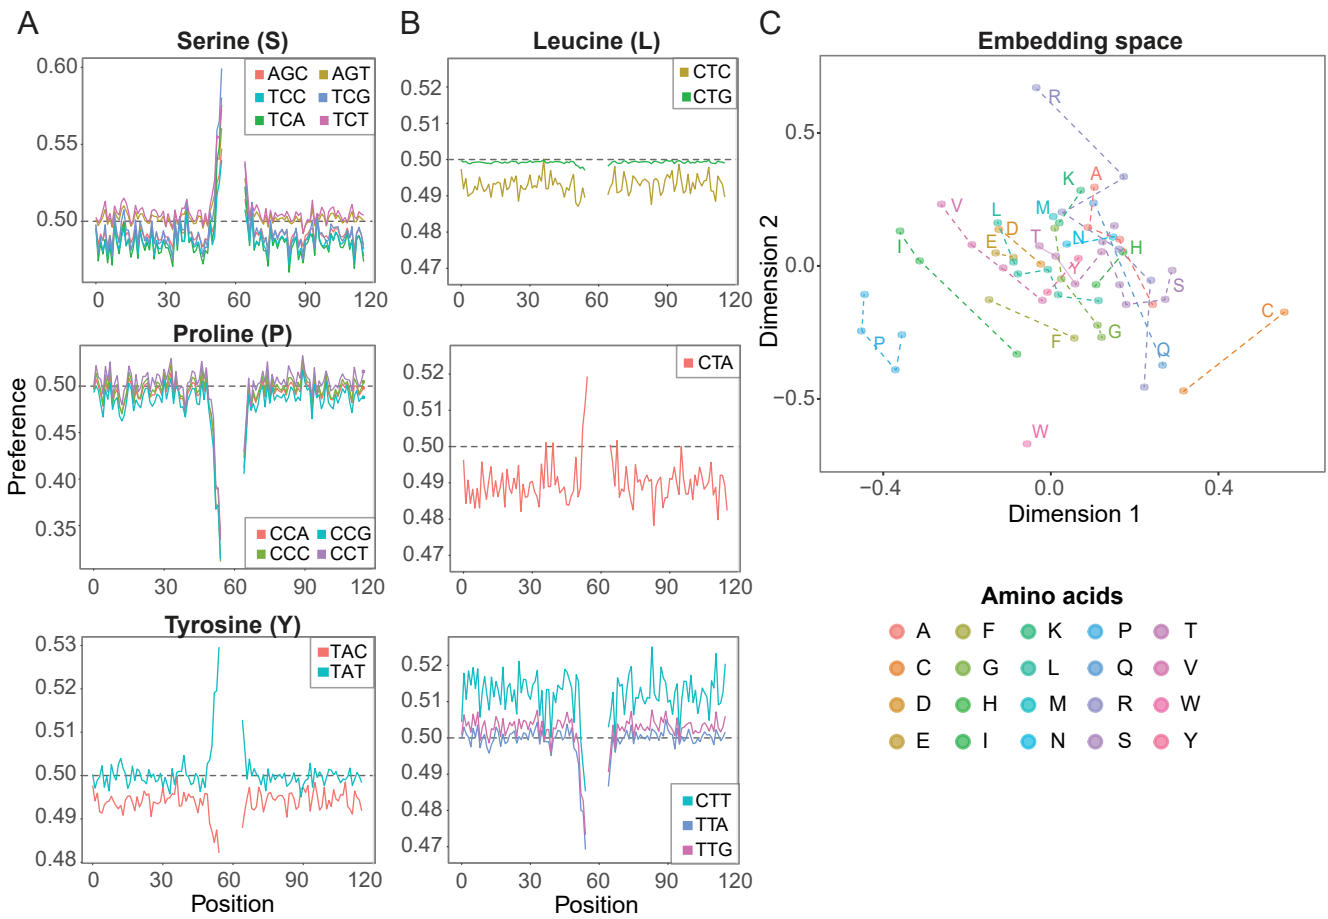 A
B
C
Serine (S)
Leucine (L)
Embedding space
0.60
0.55
0.50
AGC AGT
TCC TCG
TCA TCT
0 30 60 90 120
0.52
0.51
0.50
0.49
0.48
0.47
CTC
CTG
0 30 60 90 120
Proline (P)
0.50
0.45
0.40
0.35
CCA CCG
CCC CCT
0 30 60 90 120
Preference
0.52
0.51
0.50
0.49
0.48
0.47
CTA
0 30 60 90 120
Tyrosine (Y)
0.53
0.52
0.51
0.50
0.49
0.48
TAC
TAT
0 30 60 90 120
Position
0.52
0.51
0.50
0.49
0.48
0.47
CTT
TTA
TTG
0 30 60 90 120
Position
Dimension 2
0.5
0.0
−0.5
R
K
A
V
L
D
M
E
T
N
I
H
Y
S
P
F
G
Q
C
W
−0.4 0.0 0.4
Dimension 1
Amino acids
A F K P T
C G L Q V
D H M R W
E I N S Y